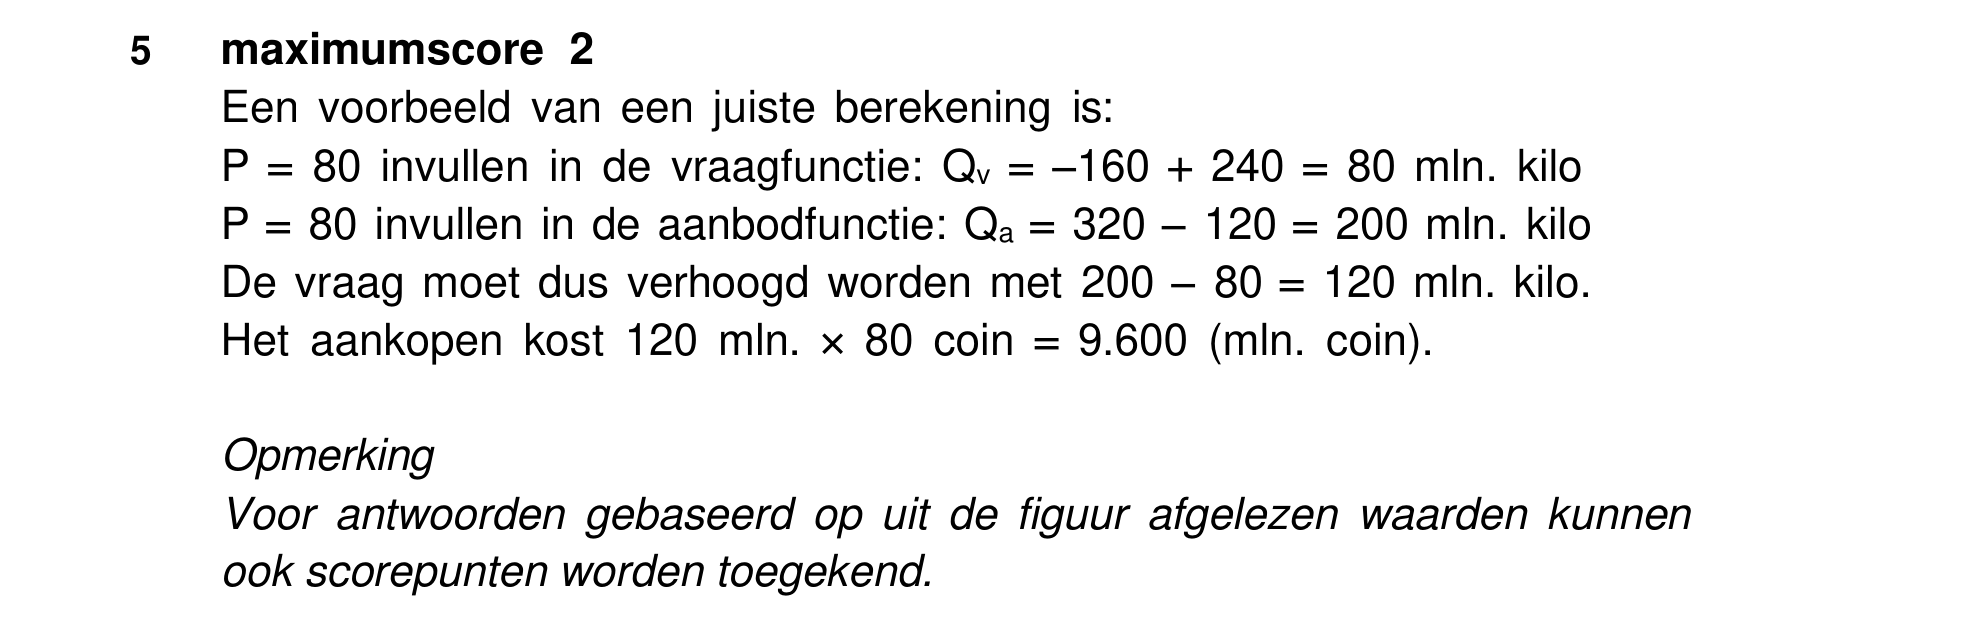 5 maximumscore 2
Een voorbeeld van een juiste berekening is:
P = 80 invullen in de vraagfunctie: Qv = –160 + 240 = 80 mln. kilo
P = 80 invullen in de aanbodfunctie: Qa = 320 – 120 = 200 mln. kilo
De vraag moet dus verhoogd worden met 200 – 80 = 120 mln. kilo.
Het aankopen kost 120 mln. × 80 coin = 9.600 (mln. coin).
Opmerking
Voor antwoorden gebaseerd op uit de figuur afgelezen waarden kunnen
ook scorepunten worden toegekend.